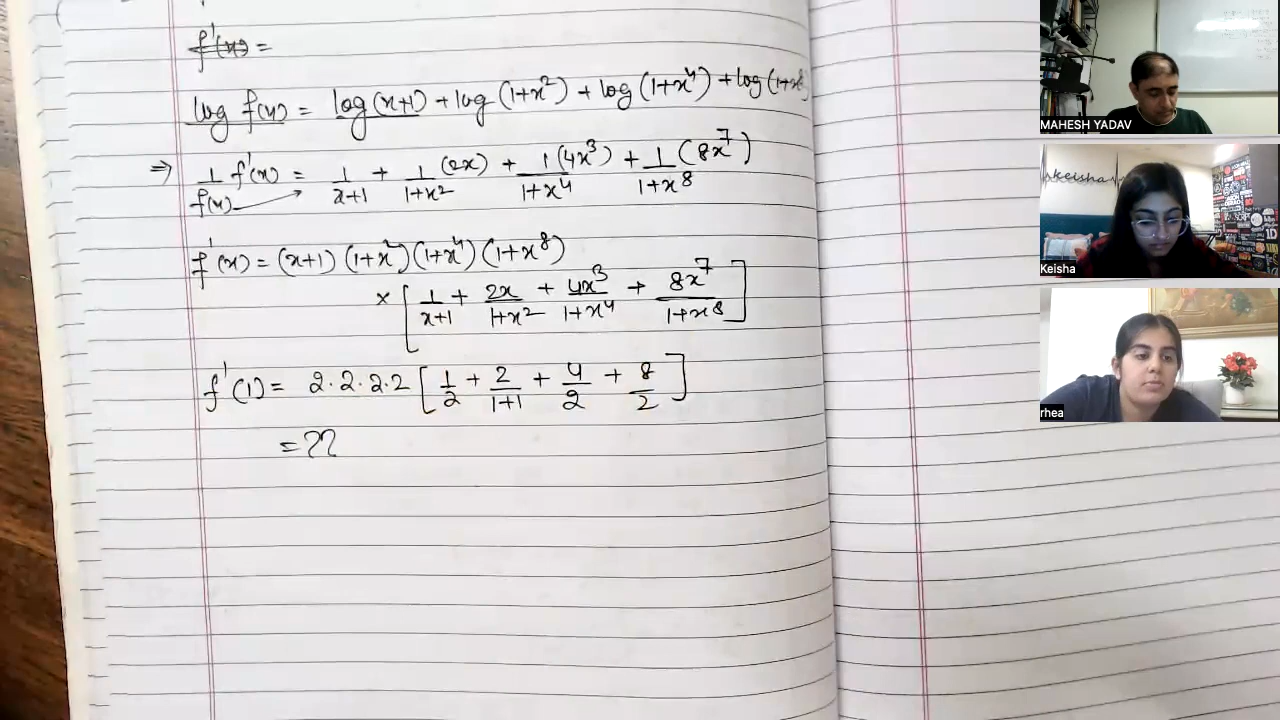 f'(x) =
log f(x) = log(x+1) + log(1+x²) + log(1+x⁴) + log(1+x⁸)
⇒ 1/f(x) f'(x) = 1/(x+1) + 1/(1+x²) (2x) + 1/(1+x⁴) (4x³) + 1/(1+x⁸) (8x⁷)
f'(x) = (x+1) (1+x²) (1+x⁴) (1+x⁸)
× [ 1/(x+1) + 2x/(1+x²) + 4x³/(1+x⁴) + 8x⁷/(1+x⁸) ]
f'(1) = 2·2·2·2 [ 1/2 + 2/(1+1) + 4/2 + 8/2 ]
= ??
MAHESH YADAV
keisha
Keisha
rhea